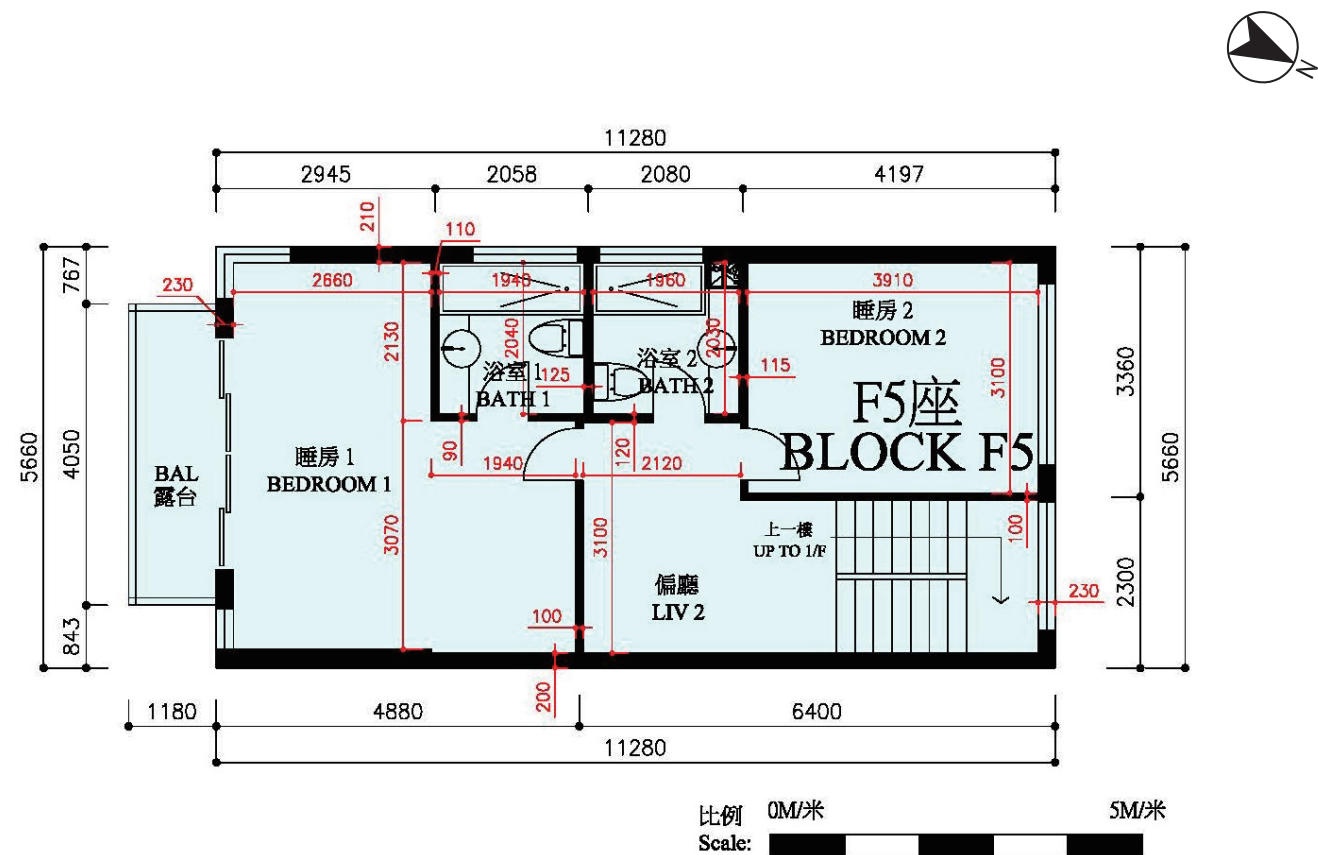 N
11280
2945 2058 2080 4197
210
110
767
230
2660 1940 1960 3910
睡房 2
BEDROOM 2
2130
2040
2030
3100
3360
浴室 1
BATH 1
125
浴室 2
BATH 2
115
F5座
BLOCK F5
5660
4050
5660
BAL
露台
睡房 1
BEDROOM 1
90
1940
120
2120
3070
3100
上一樓
UP TO 1/F
100
2300
230
偏廳
LIV 2
100
843
200
1180 4880 6400
11280
比例 0M/米 5M/米
Scale: